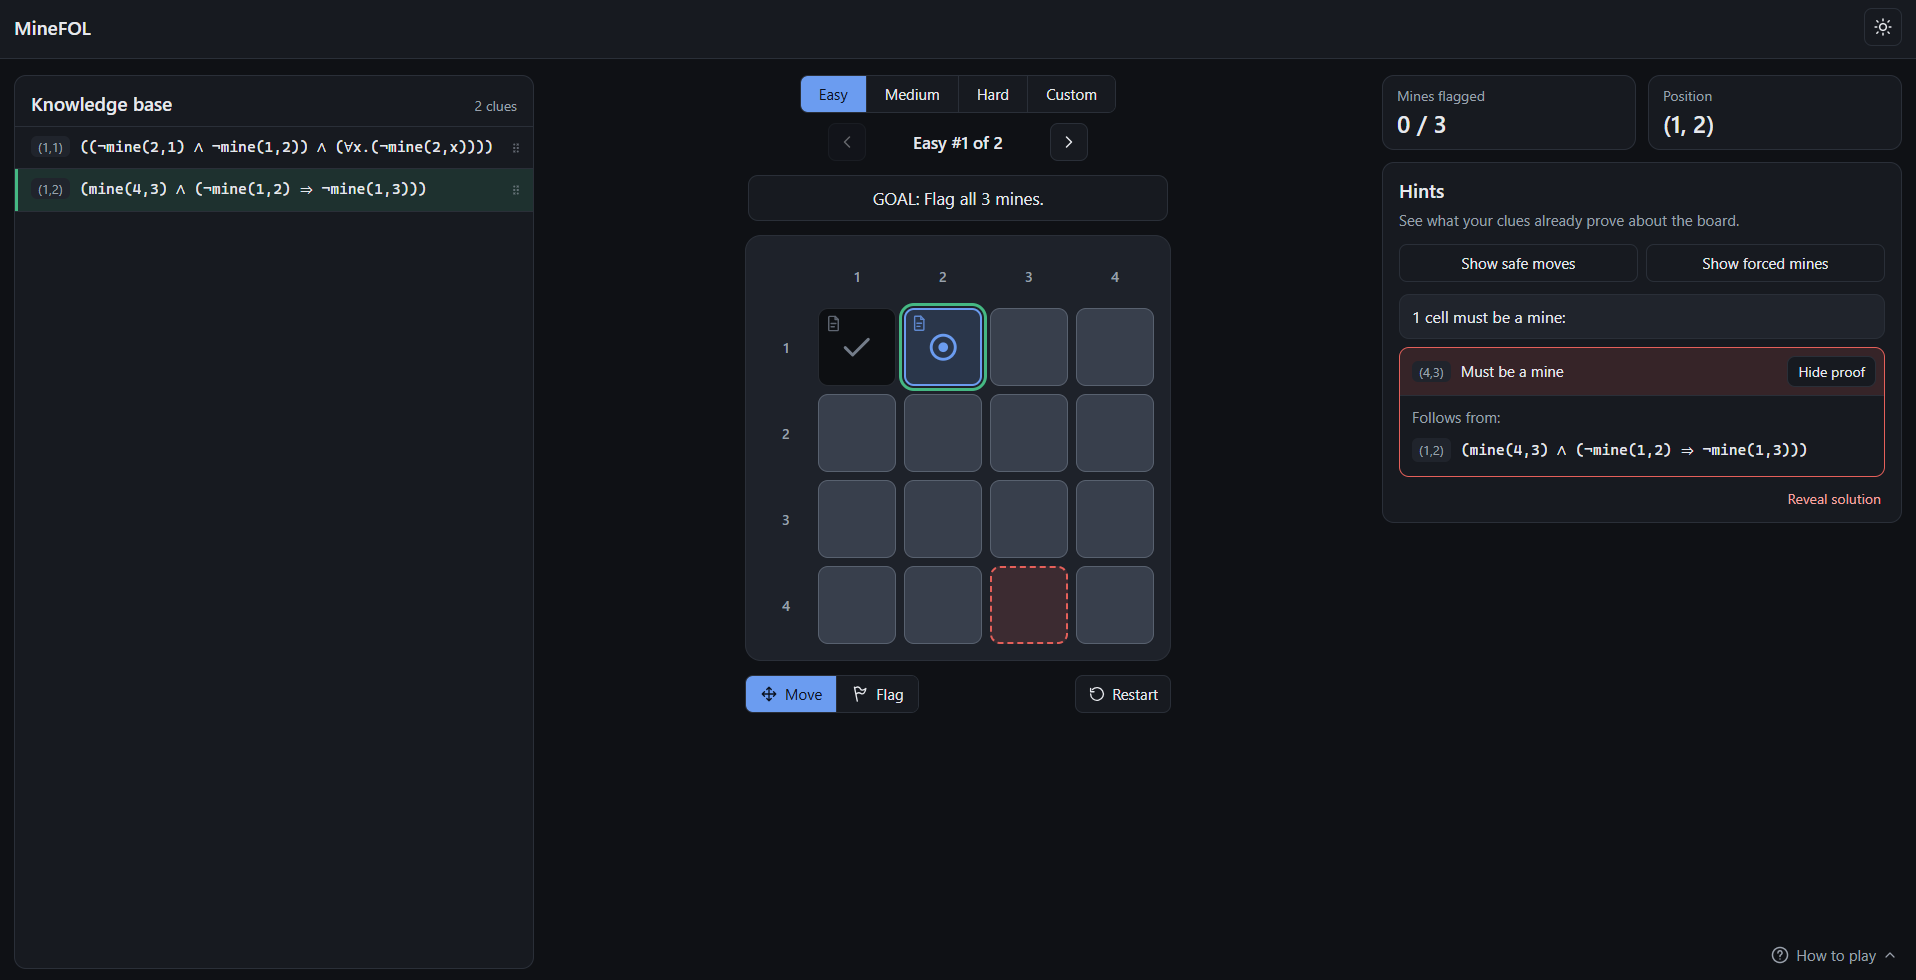 MineFOL
Knowledge base
2 clues
(1,1) ((¬mine(2,1) ∧ ¬mine(1,2)) ∧ (∀x.(¬mine(2,x))))
(1,2) (mine(4,3) ∧ (¬mine(1,2) ⇒ ¬mine(1,3)))
Easy Medium Hard Custom
Easy #1 of 2
GOAL: Flag all 3 mines.
1 2 3 4
1
2
3
4
Move Flag Restart
Mines flagged
0 / 3
Position
(1, 2)
Hints
See what your clues already prove about the board.
Show safe moves Show forced mines
1 cell must be a mine:
(4,3) Must be a mine Hide proof
Follows from:
(1,2) (mine(4,3) ∧ (¬mine(1,2) ⇒ ¬mine(1,3)))
Reveal solution
How to play